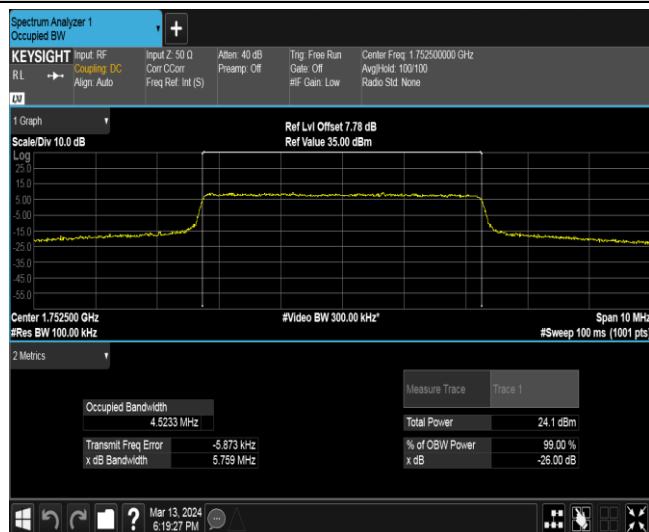 Spectrum Analyzer 1
Occupied BW
KEYSIGHT Input: RF Input Z: 50 Ω Atten: 40 dB Trig: Free Run Center Freq: 1.752500000 GHz
RL Coupling: DC Corr CCorr Preamp: Off Gate: Off Avg|Hold: 100/100
Align: Auto Freq Ref: Int (S) #IF Gain: Low Radio Std: None
LXI
1 Graph
Ref Lvl Offset 7.78 dB
Scale/Div 10.0 dB Ref Value 35.00 dBm
Log
25.0
15.0
5.00
-5.00
-15.0
-25.0
-35.0
-45.0
-55.0
Center 1.752500 GHz #Video BW 300.00 kHz* Span 10 MHz
#Res BW 100.00 kHz #Sweep 100 ms (1001 pts)
2 Metrics
Measure Trace Trace 1
Occupied Bandwidth
4.5233 MHz Total Power 24.1 dBm
Transmit Freq Error -5.873 kHz % of OBW Power 99.00 %
x dB Bandwidth 5.759 MHz x dB -26.00 dB
Mar 13, 2024
6:19:27 PM